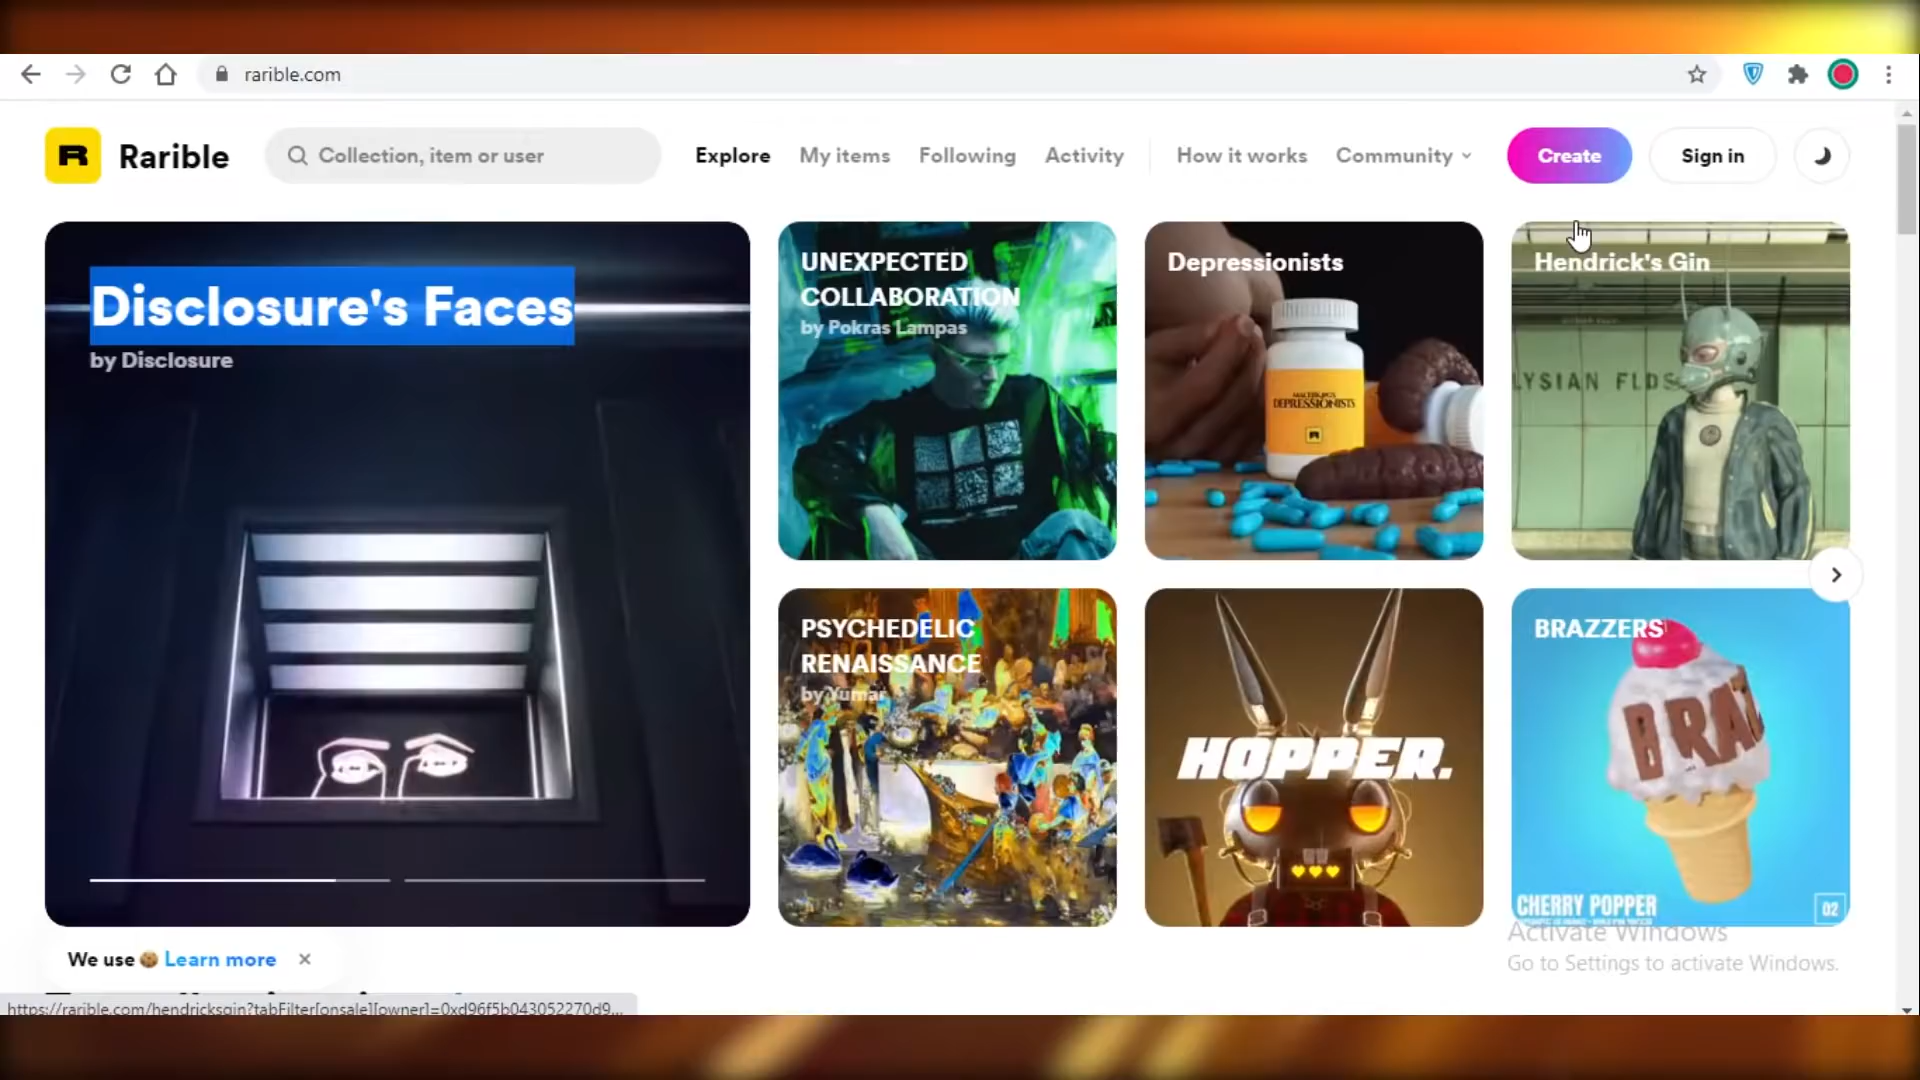 rarible.com
R Rarible
Collection, item or user
Explore
My items
Following
Activity
How it works
Community
Create
Sign in
Disclosure's Faces
by Disclosure
UNEXPECTED
COLLABORATION
by Pokras Lampas
Depressionists
DEPRESSIONISTS
Hendrick's Gin
LYSIAN FLDS
PSYCHEDELIC
RENAISSANCE
by Yumar
HOPPER.
BRAZZERS
BRAZ
CHERRY POPPER
02
We use 🍪 Learn more
Activate Windows
Go to Settings to activate Windows.
https://rarible.com/hendricksgin?tabFilter[onsale][owner]=0xd96f5b043052270d9...